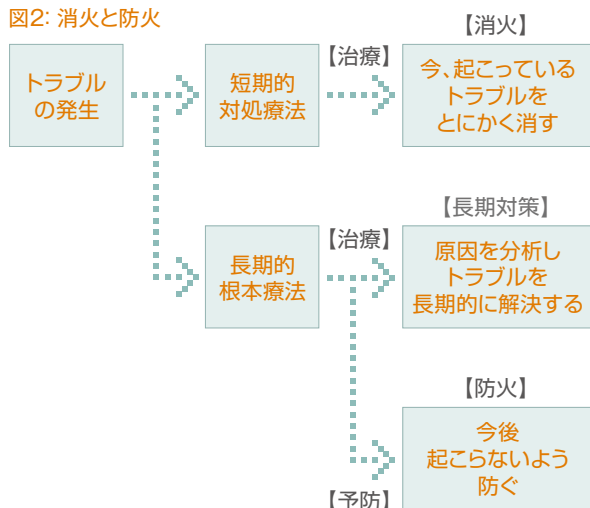 図2: 消火と防火
【消火】
トラブル
の発生
短期的
対処療法
【治療】
今、起こっている
トラブルを
とにかく消す
【長期対策】
長期的
根本療法
【治療】
原因を分析し
トラブルを
長期的に解決する
【防火】
今後
起こらないよう
防ぐ
【予防】